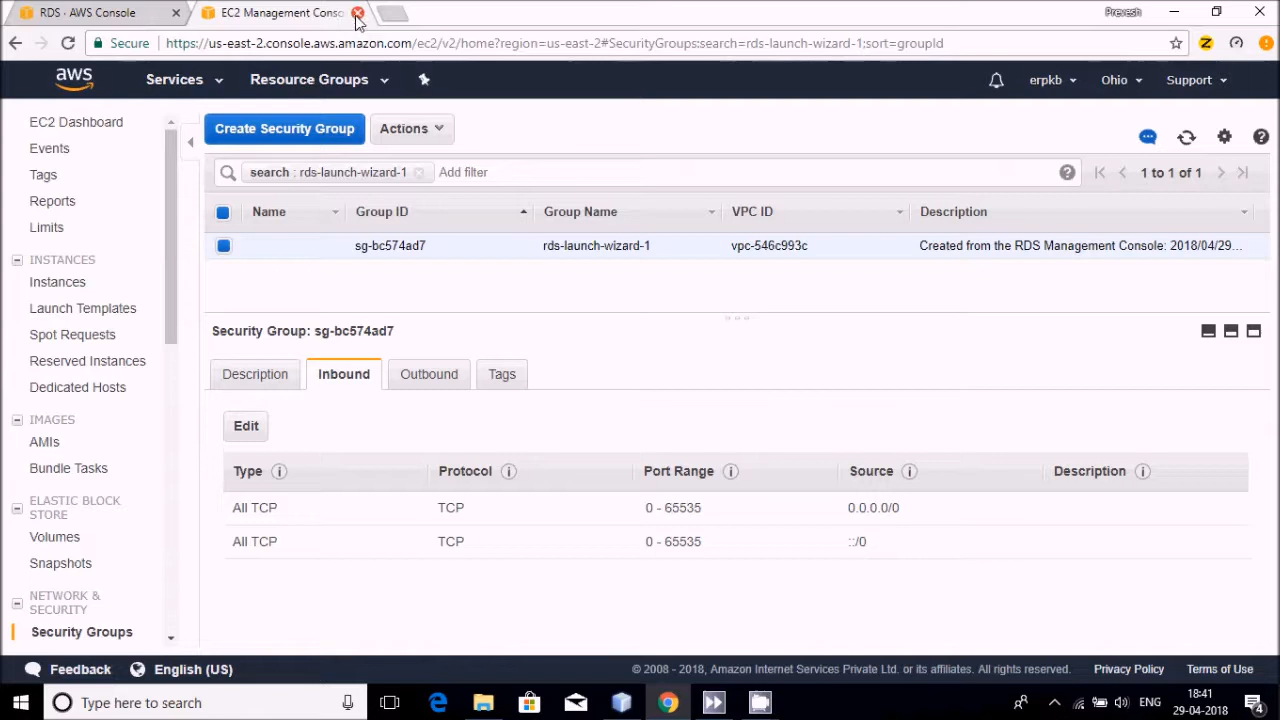 RDS · AWS Console
EC2 Management Conso
Prevesh
Secure
https://us-east-2.console.aws.amazon.com/ec2/v2/home?region=us-east-2#SecurityGroups:search=rds-launch-wizard-1;sort=groupId
aws
Services
Resource Groups
erpkb
Ohio
Support
EC2 Dashboard
Events
Tags
Reports
Limits
INSTANCES
Instances
Launch Templates
Spot Requests
Reserved Instances
Dedicated Hosts
IMAGES
AMIs
Bundle Tasks
ELASTIC BLOCK
STORE
Volumes
Snapshots
NETWORK &
SECURITY
Security Groups
Create Security Group
Actions
search : rds-launch-wizard-1
Add filter
1 to 1 of 1
Name Group ID Group Name VPC ID Description
sg-bc574ad7 rds-launch-wizard-1 vpc-546c993c Created from the RDS Management Console: 2018/04/29...
Security Group: sg-bc574ad7
Description Inbound Outbound Tags
Edit
Type Protocol Port Range Source Description
All TCP TCP 0 - 65535 0.0.0.0/0
All TCP TCP 0 - 65535 ::/0
Feedback
English (US)
© 2008 - 2018, Amazon Internet Services Private Ltd. or its affiliates. All rights reserved.
Privacy Policy
Terms of Use
Type here to search
ENG
18:41
29-04-2018
4